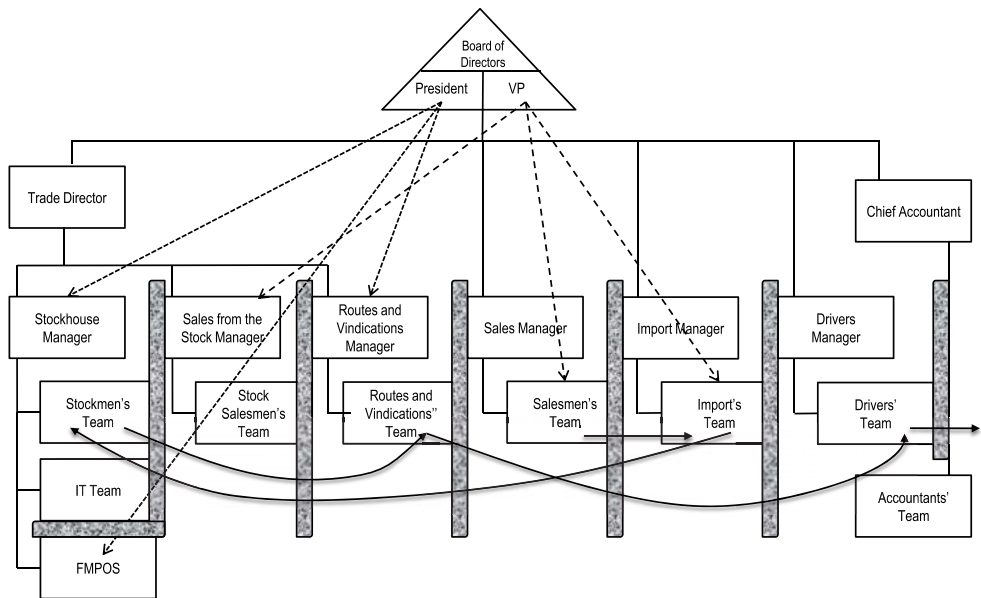 Board of
Directors
President
VP
Trade Director
Chief Accountant
Stockhouse
Manager
Sales from the
Stock Manager
Routes and
Vindications
Manager
Sales Manager
Import Manager
Drivers
Manager
Stockmen's
Team
Stock
Salesmen's
Team
Routes and
Vindications''
Team
Salesmen's
Team
Import's
Team
Drivers'
Team
IT Team
Accountants'
Team
FMPOS